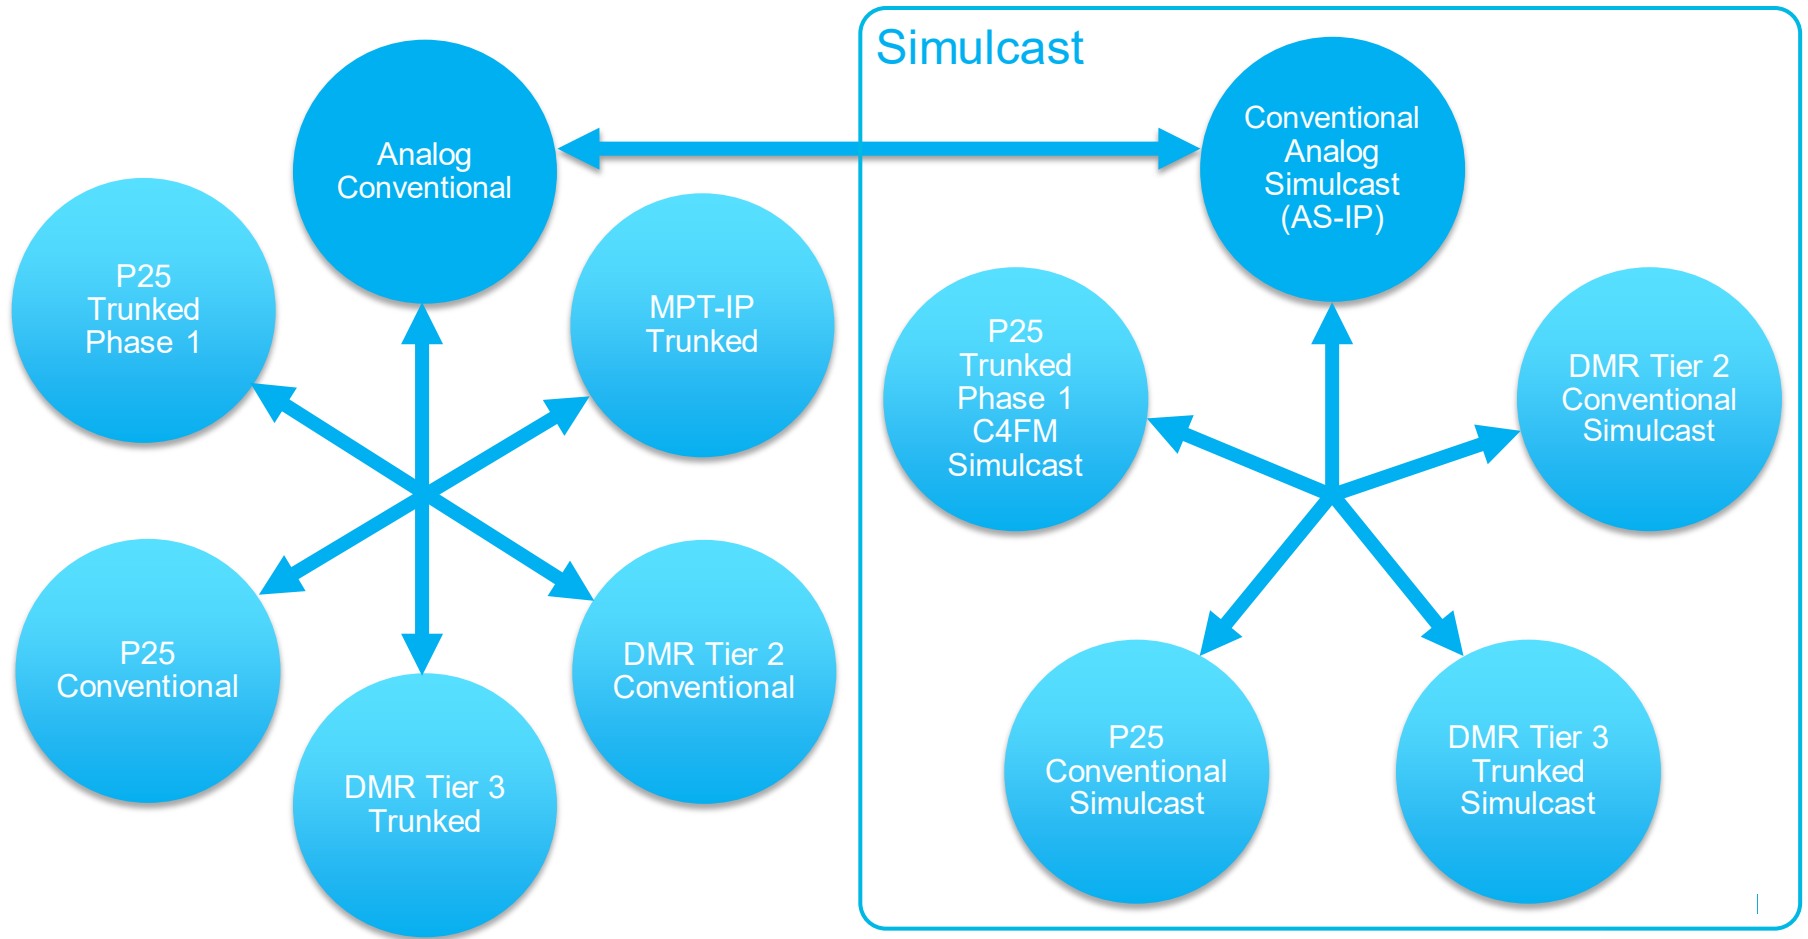 Simulcast
Analog
Conventional
P25
Trunked
Phase 1
MPT-IP
Trunked
P25
Conventional
DMR Tier 3
Trunked
DMR Tier 2
Conventional
Conventional
Analog
Simulcast
(AS-IP)
P25
Trunked
Phase 1
C4FM
Simulcast
DMR Tier 2
Conventional
Simulcast
P25
Conventional
Simulcast
DMR Tier 3
Trunked
Simulcast